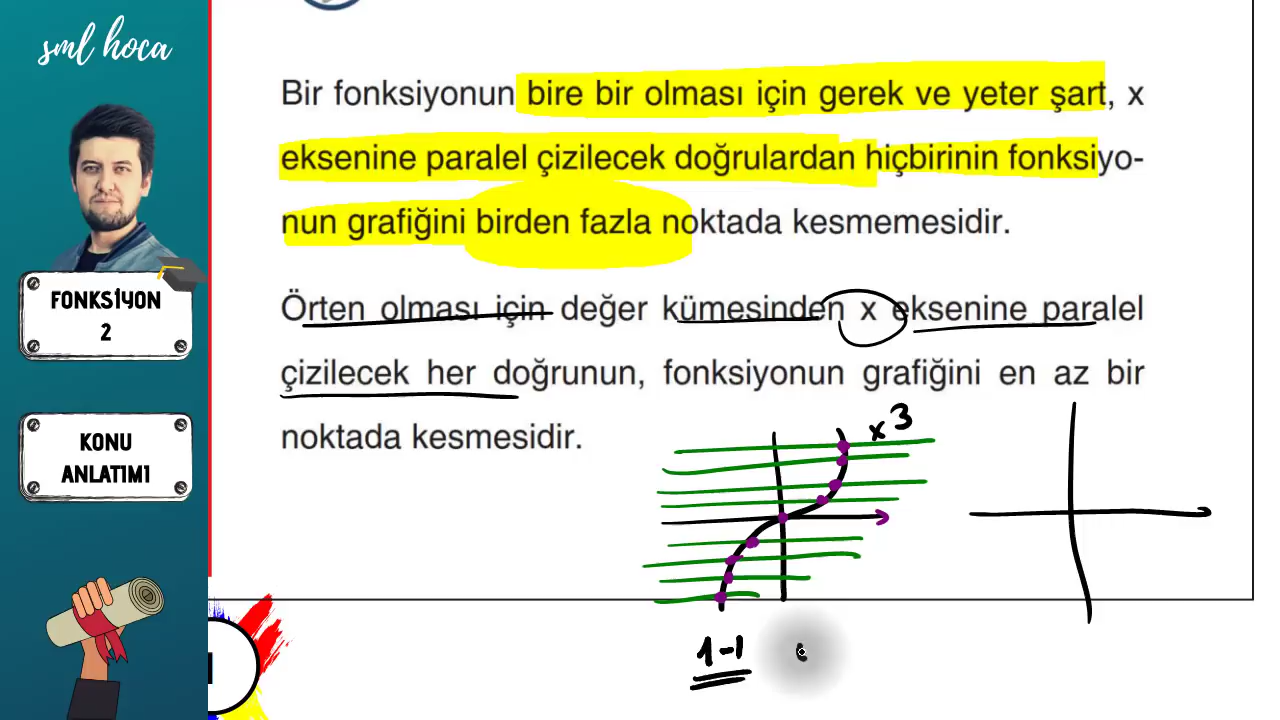 sml hoca
FONKSİYON
2
KONU
ANLATIMI
Bir fonksiyonun bire bir olması için gerek ve yeter şart, x
eksenine paralel çizilecek doğrulardan hiçbirinin fonksiyo-
nun grafiğini birden fazla noktada kesmemesidir.
Örten olması için değer kümesinden x eksenine paralel
çizilecek her doğrunun, fonksiyonun grafiğini en az bir
noktada kesmesidir.
x3
1-1